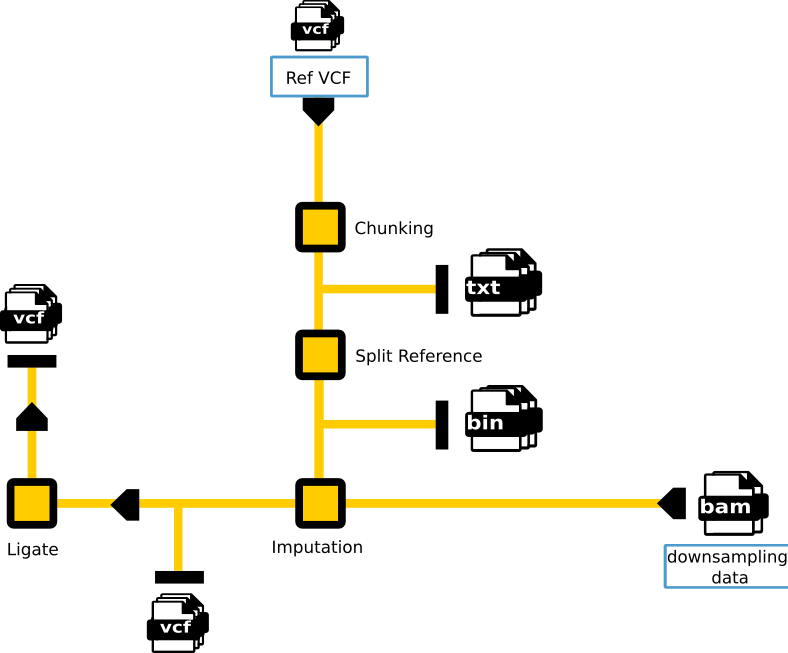 vcf
Ref VCF
Chunking
txt
vcf
Split Reference
bin
bam
Ligate
Imputation
downsampling
data
vcf